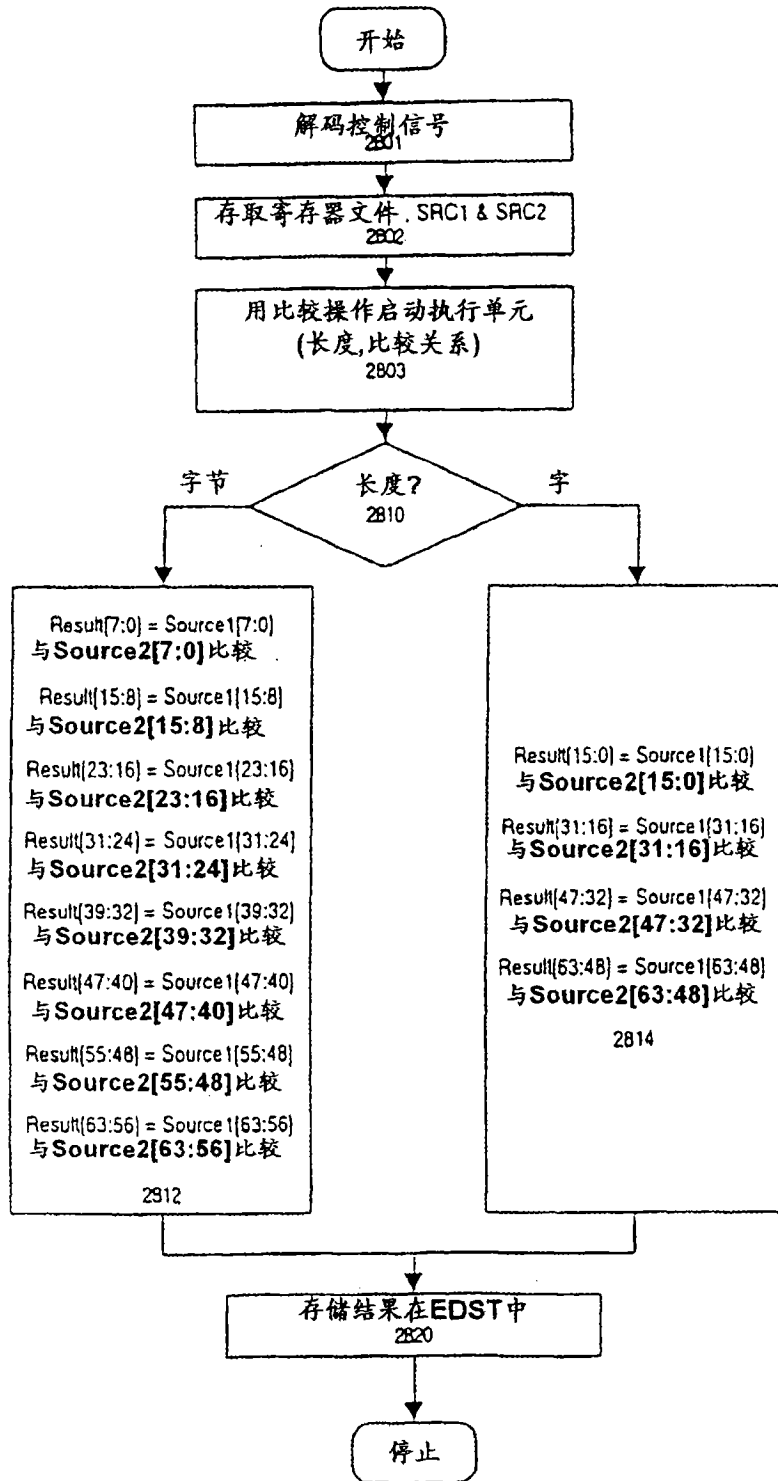 开始
解码控制信号
2801
存取寄存器文件. SRC1 & SRC2
2802
用比较操作启动执行单元
(长度,比较关系)
2803
字节
长度?
字
2810
Result[7:0] = Source1[7:0]
与Source2[7:0]比较
Result[15:8] = Source1[15:8]
与Source2[15:8]比较
Result[23:16] = Source1[23:16]
与Source2[23:16]比较
Result[31:24] = Source1[31:24]
与Source2[31:24]比较
Result[39:32] = Source1[39:32]
与Source2[39:32]比较
Result[47:40] = Source1[47:40]
与Source2[47:40]比较
Result[55:48] = Source1[55:48]
与Source2[55:48]比较
Result[63:56] = Source1[63:56]
与Source2[63:56]比较
2812
Result[15:0] = Source1[15:0]
与Source2[15:0]比较
Result[31:16] = Source1[31:16]
与Source2[31:16]比较
Result[47:32] = Source1[47:32]
与Source2[47:32]比较
Result[63:48] = Source1[63:48]
与Source2[63:48]比较
2814
存储结果在EDST中
2820
停止